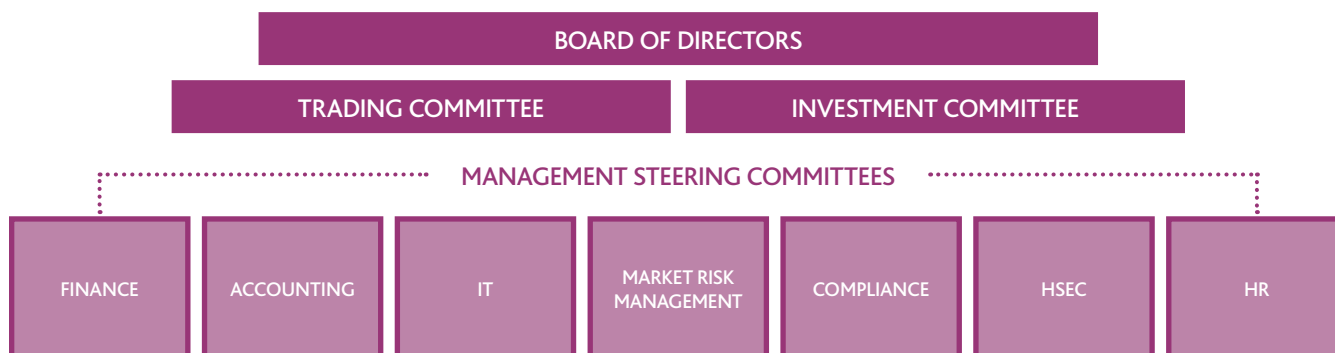 BOARD OF DIRECTORS
TRADING COMMITTEE
INVESTMENT COMMITTEE
MANAGEMENT STEERING COMMITTEES
FINANCE
ACCOUNTING
IT
MARKET RISK
MANAGEMENT
COMPLIANCE
HSEC
HR